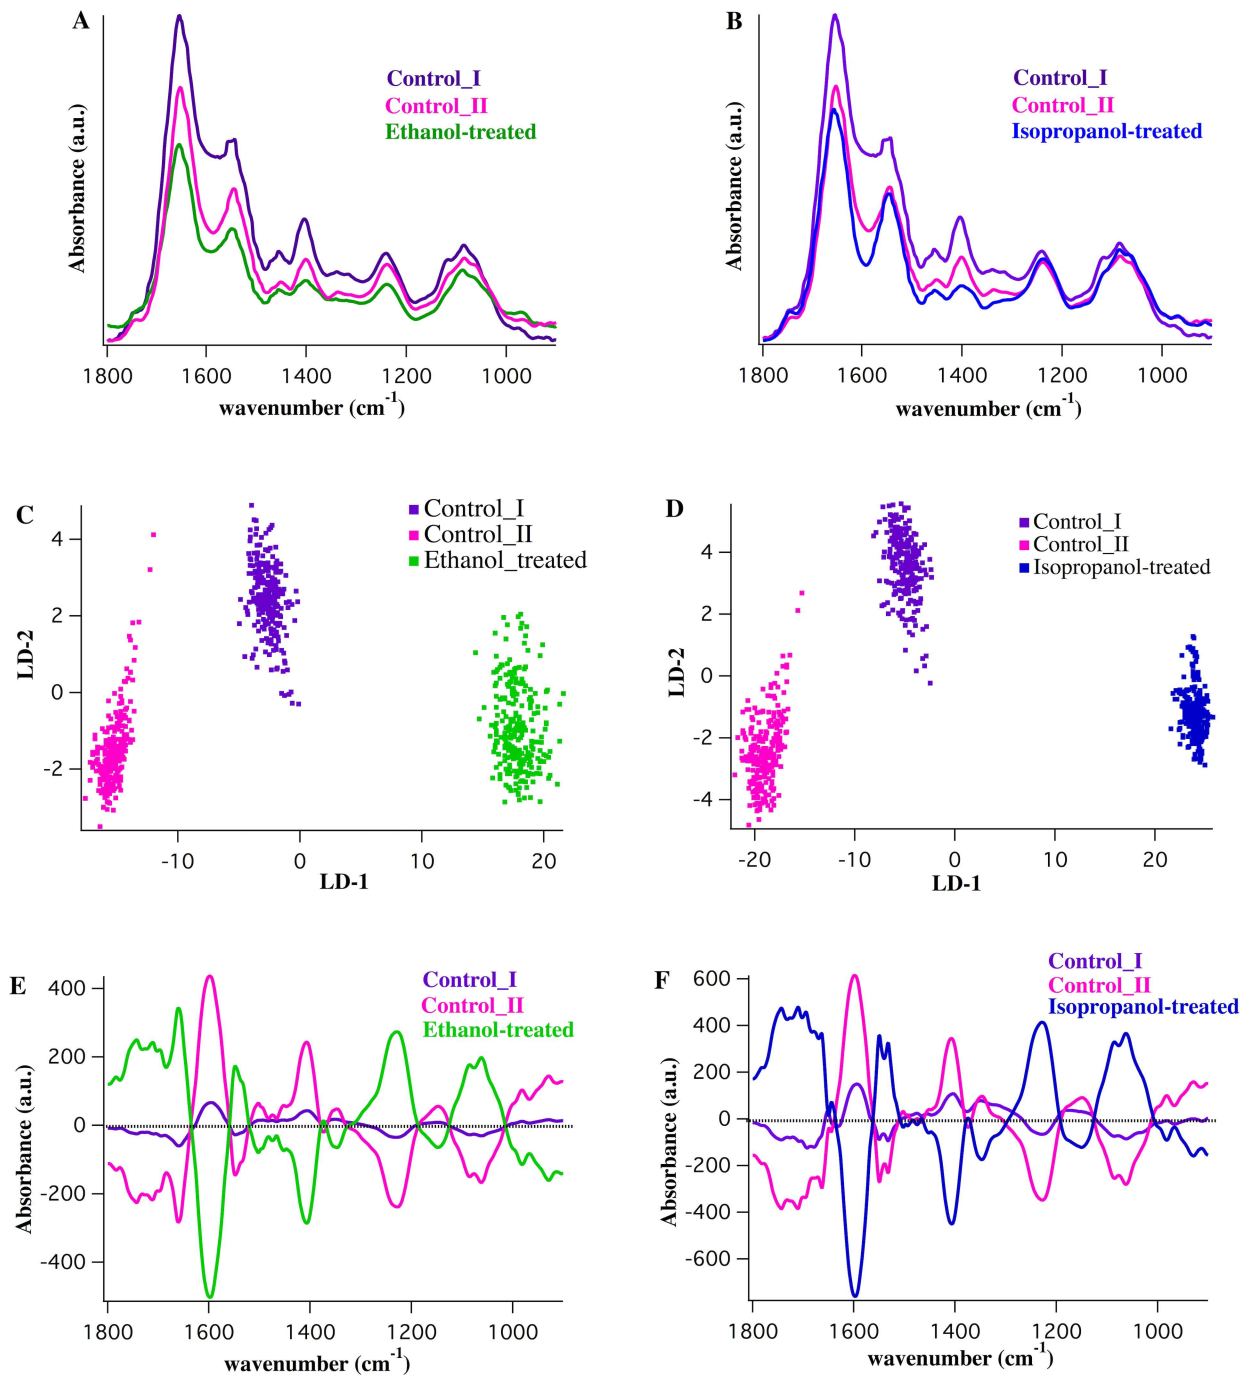 A
Absorbance (a.u.)
Control_I
Control_II
Ethanol-treated
1800 1600 1400 1200 1000
wavenumber (cm-1)
B
Absorbance (a.u.)
Control_I
Control_II
Isopropanol-treated
1800 1600 1400 1200 1000
wavenumber (cm-1)
C
LD-2
Control_I
Control_II
Ethanol_treated
4
2
0
-2
-10 0 10 20
LD-1
D
LD-2
Control_I
Control_II
Isopropanol-treated
4
2
0
-2
-4
-20 -10 0 10 20
LD-1
E
Absorbance (a.u.)
Control_I
Control_II
Ethanol-treated
400
200
0
-200
-400
1800 1600 1400 1200 1000
wavenumber (cm-1)
F
Absorbance (a.u.)
Control_I
Control_II
Isopropanol-treated
600
400
200
0
-200
-400
-600
1800 1600 1400 1200 1000
wavenumber (cm-1)